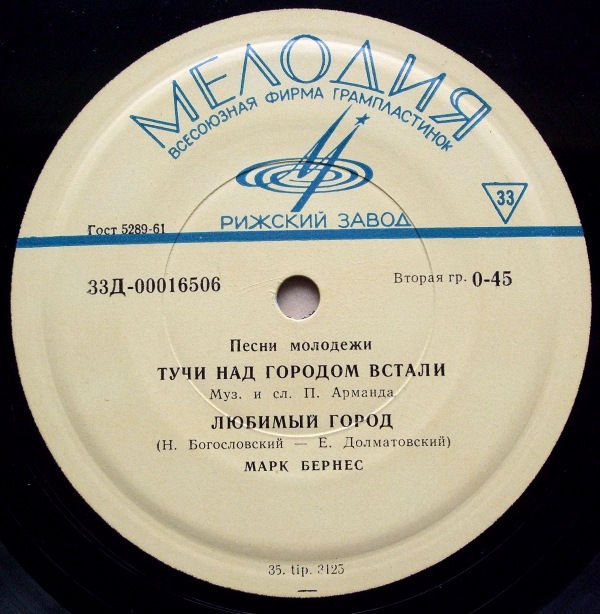 МЕЛОДИЯ
ВСЕСОЮЗНАЯ ФИРМА ГРАМПЛАСТИНОК
33
РИЖСКИЙ ЗАВОД
Гост 5289-61
33Д-00016506
Вторая гр. 0-45
Песни молодежи
ТУЧИ НАД ГОРОДОМ ВСТАЛИ
Муз. и сл. П. Арманда
ЛЮБИМЫЙ ГОРОД
(Н. Богословский — Е. Долматовский)
МАРК БЕРНЕС
35. tip. 3125